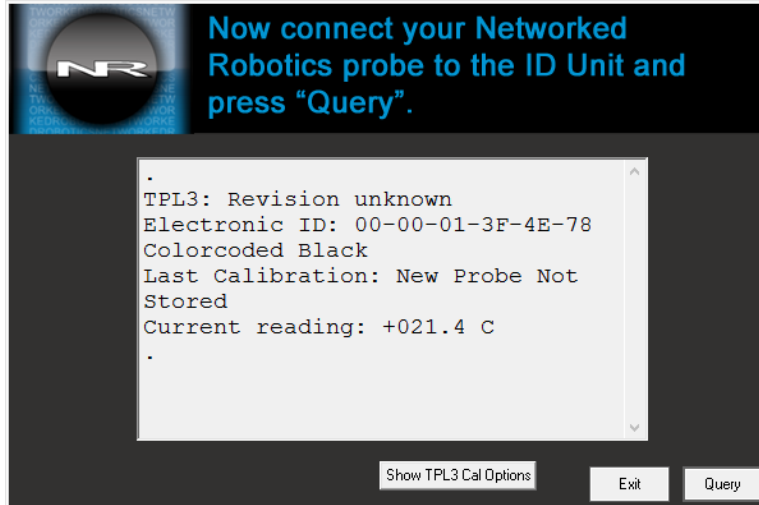 NR
Now connect your Networked
Robotics probe to the ID Unit and
press “Query”.
.
TPL3: Revision unknown
Electronic ID: 00-00-01-3F-4E-78
Colorcoded Black
Last Calibration: New Probe Not
Stored
Current reading: +021.4 C
.
Show TPL3 Cal Options
Exit
Query